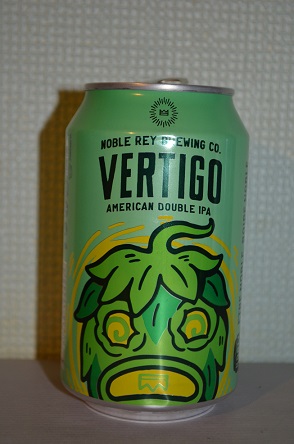 NOBLE REY BREWING CO.
VERTIGO
AMERICAN DOUBLE IPA